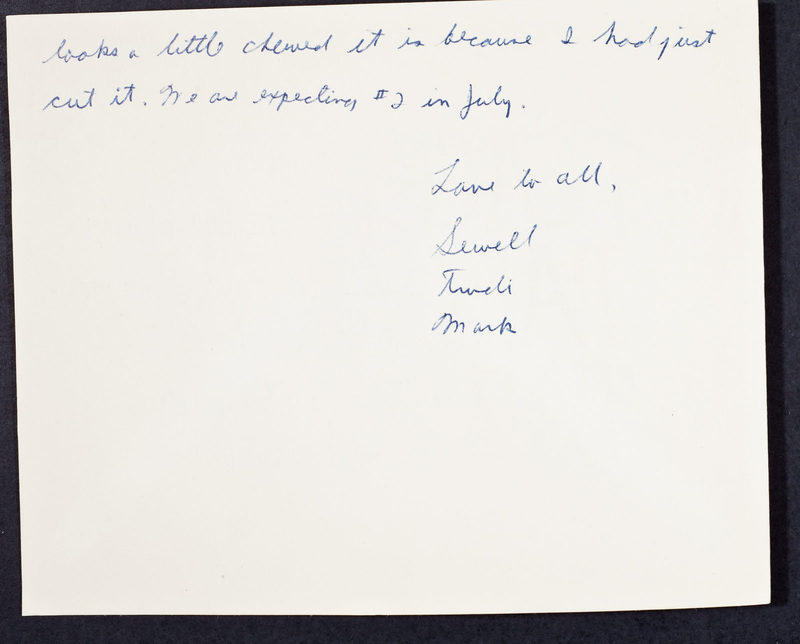 looks a little chewed it is because I had just
cut it. We are expecting #2 in July.
Love to all,
Sewell
Trudi
Mark